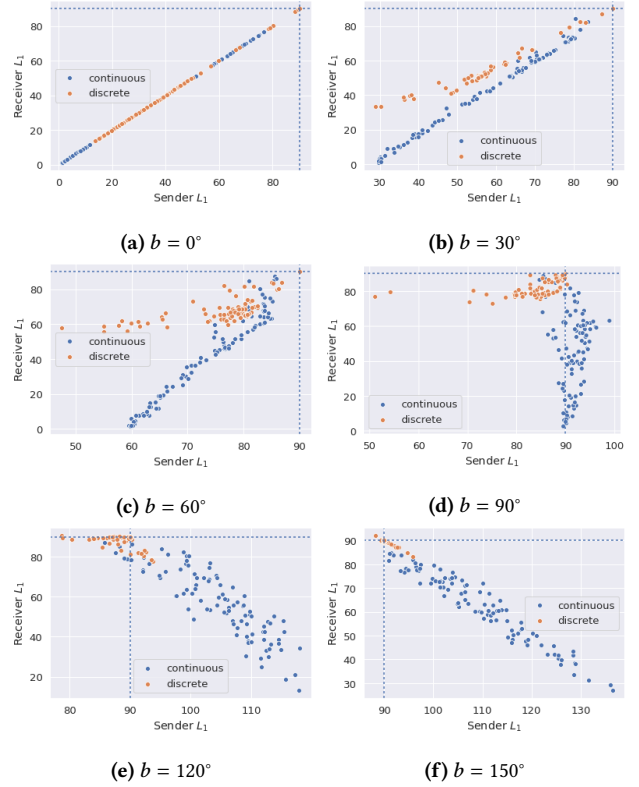 Receiver L₁
80
60
40
20
0
continuous
discrete
0 20 40 60 80
Sender L₁
(a) b = 0°
Receiver L₁
80
60
40
20
0
continuous
discrete
30 40 50 60 70 80 90
Sender L₁
(b) b = 30°
Receiver L₁
80
60
40
20
0
continuous
discrete
50 60 70 80 90
Sender L₁
(c) b = 60°
Receiver L₁
80
60
40
20
0
continuous
discrete
50 60 70 80 90 100
Sender L₁
(d) b = 90°
Receiver L₁
80
60
40
20
continuous
discrete
80 90 100 110
Sender L₁
(e) b = 120°
Receiver L₁
90
80
70
60
50
40
30
continuous
discrete
90 100 110 120 130
Sender L₁
(f) b = 150°